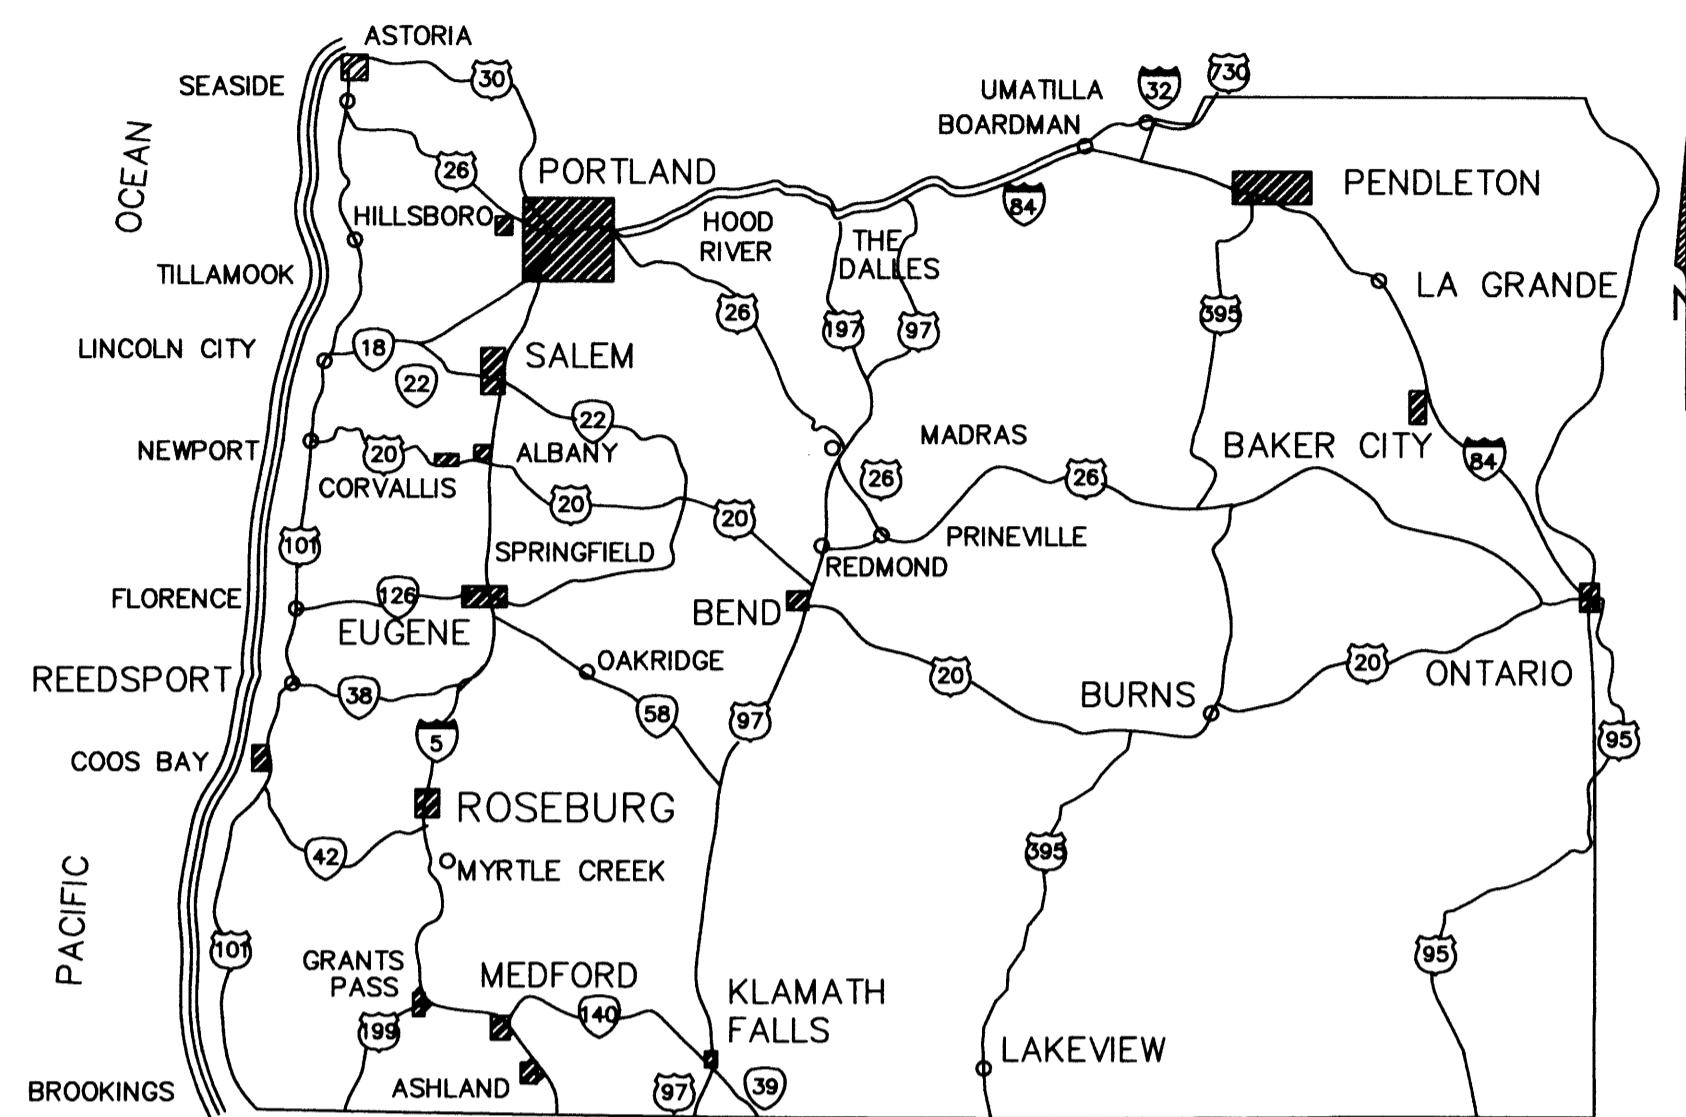 ASTORIA
SEASIDE
30
UMATILLA
32
730
BOARDMAN
OCEAN
26
PORTLAND
PENDLETON
84
HILLSBORO
HOOD
RIVER
THE
DALLES
TILLAMOOK
LA GRANDE
26
197
97
395
LINCOLN CITY
18
22
SALEM
22
NEWPORT
20
ALBANY
MADRAS
BAKER CITY
84
CORVALLIS
20
20
26
26
101
SPRINGFIELD
PRINEVILLE
REDMOND
FLORENCE
126
EUGENE
BEND
REEDSPORT
38
OAKRIDGE
58
97
20
BURNS
20
ONTARIO
95
COOS BAY
5
ROSEBURG
42
MYRTLE CREEK
395
PACIFIC
101
GRANTS
PASS
MEDFORD
140
199
KLAMATH
FALLS
95
LAKEVIEW
BROOKINGS
ASHLAND
97
39